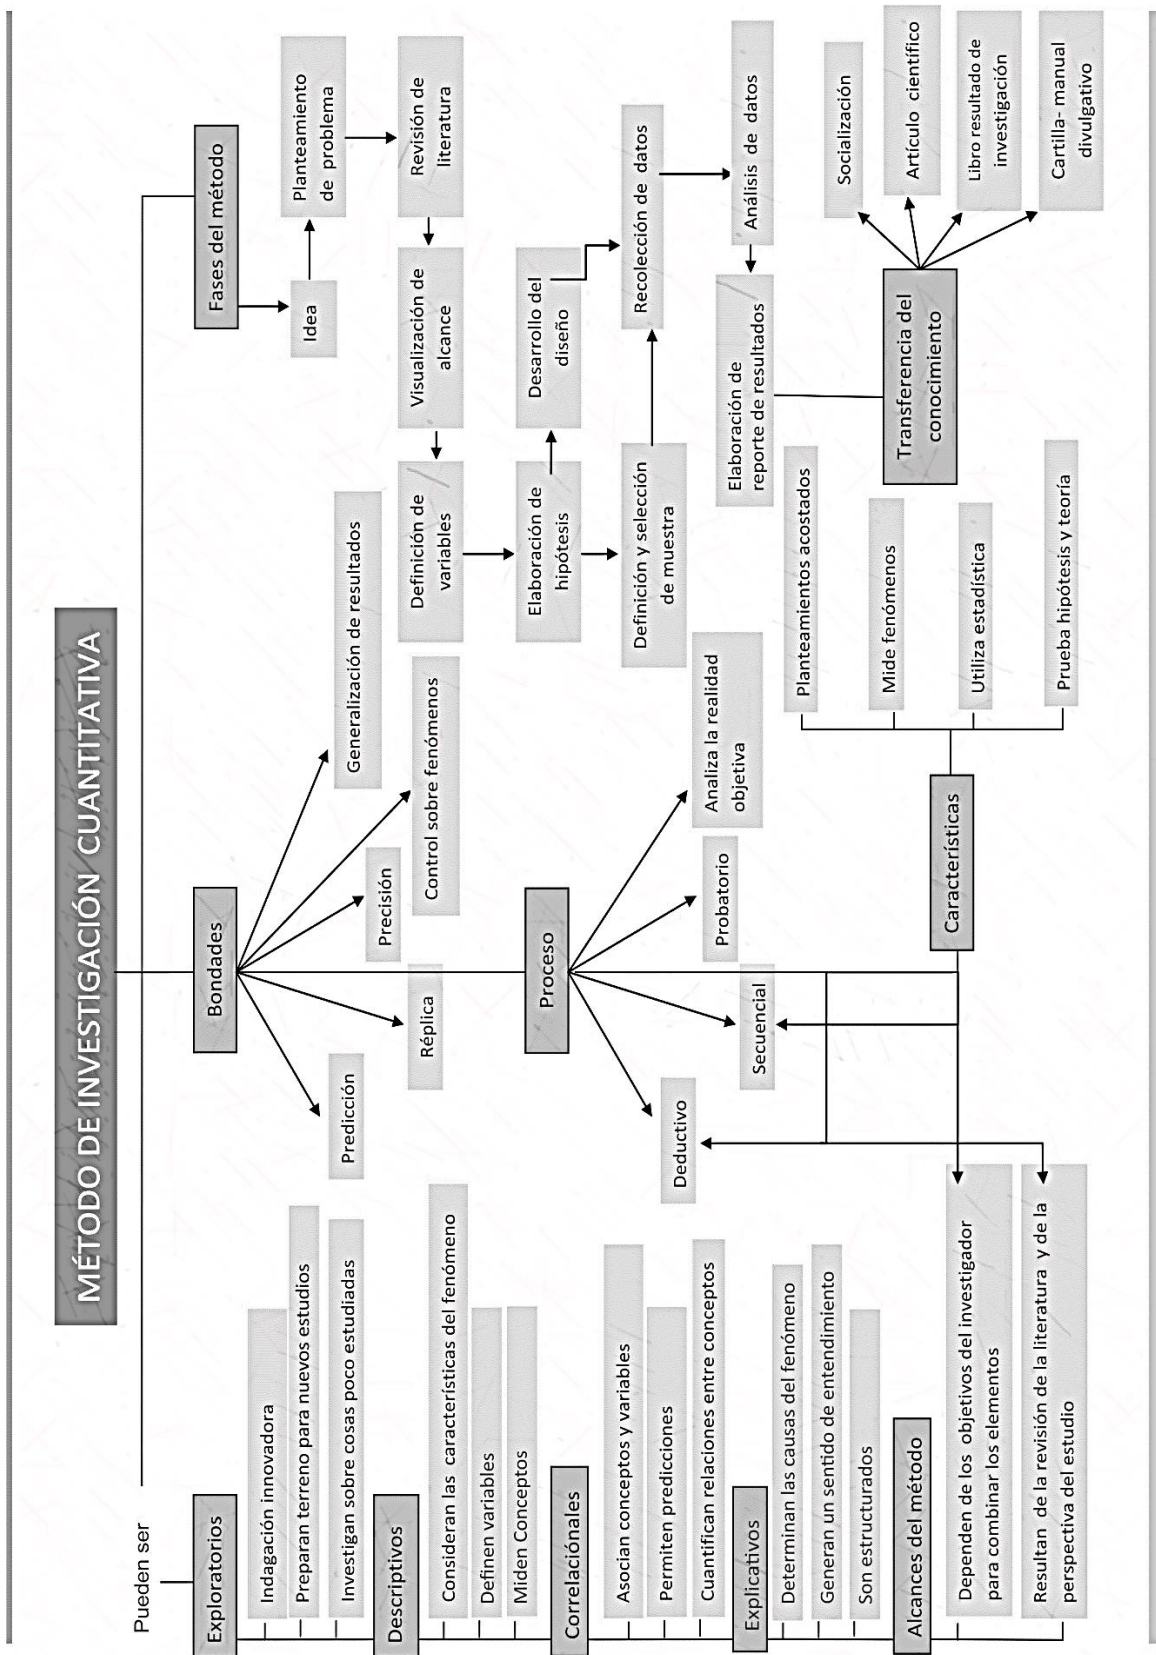 MÉTODO DE INVESTIGACIÓN CUANTITATIVA
Pueden ser
Exploratorios
Indagación innovadora
Preparan terreno para nuevos estudios
Investigan sobre cosas poco estudiadas
Descriptivos
Consideran las características del fenómeno
Definen variables
Miden Conceptos
Correlaciónales
Asocian conceptos y variables
Permiten predicciones
Cuantifican relaciones entre conceptos
Explicativos
Determinan las causas del fenómeno
Generan un sentido de entendimiento
Son estructurados
Alcances del método
Dependen de los objetivos del investigador
para combinar los elementos
Resultan de la revisión de la literatura y de la
perspectiva del estudio
Bondades
Predicción
Réplica
Precisión
Control sobre fenómenos
Generalización de resultados
Proceso
Deductivo
Secuencial
Probatorio
Analiza la realidad
objetiva
Características
Planteamientos acostados
Mide fenómenos
Utiliza estadística
Prueba hipótesis y teoría
Fases del método
Idea
Planteamiento
de problema
Revisión de
literatura
Visualización de
alcance
Definición de
variables
Elaboración de
hipótesis
Desarrollo del
diseño
Definición y selección
de muestra
Recolección de datos
Análisis de datos
Elaboración de
reporte de resultados
Transferencia del
conocimiento
Socialización
Artículo científico
Libro resultado de
investigación
Cartilla- manual
divulgativo